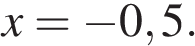 x = −0,5.